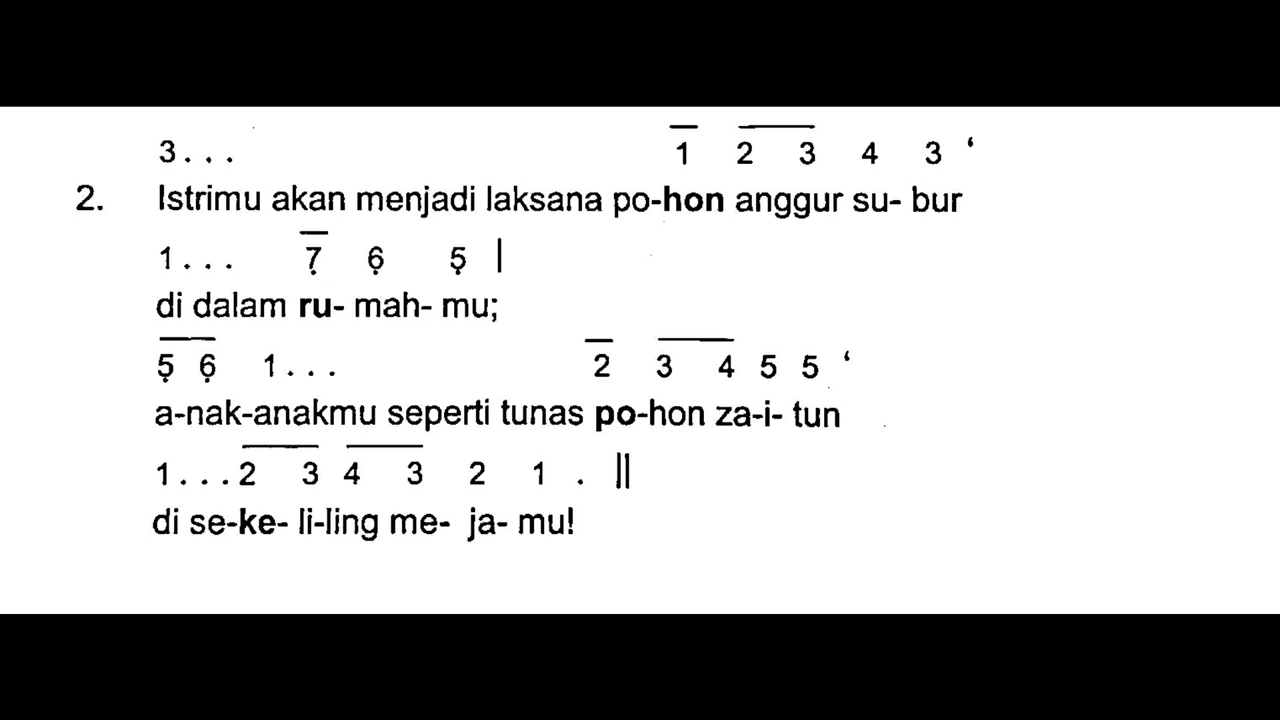 3 . . . 1 2 3 4 3 ‘
2. Istrimu akan menjadi laksana po-hon anggur su- bur
1 . . . 7̣ 6̣ 5̣ |
di dalam ru- mah- mu;
5̣ 6̣ 1 . . . 2 3 4 5 5 ‘
a-nak-anakmu seperti tunas po-hon za-i- tun
1 . . . 2 3 4 3 2 1 . ||
di se-ke- li-ling me- ja- mu!